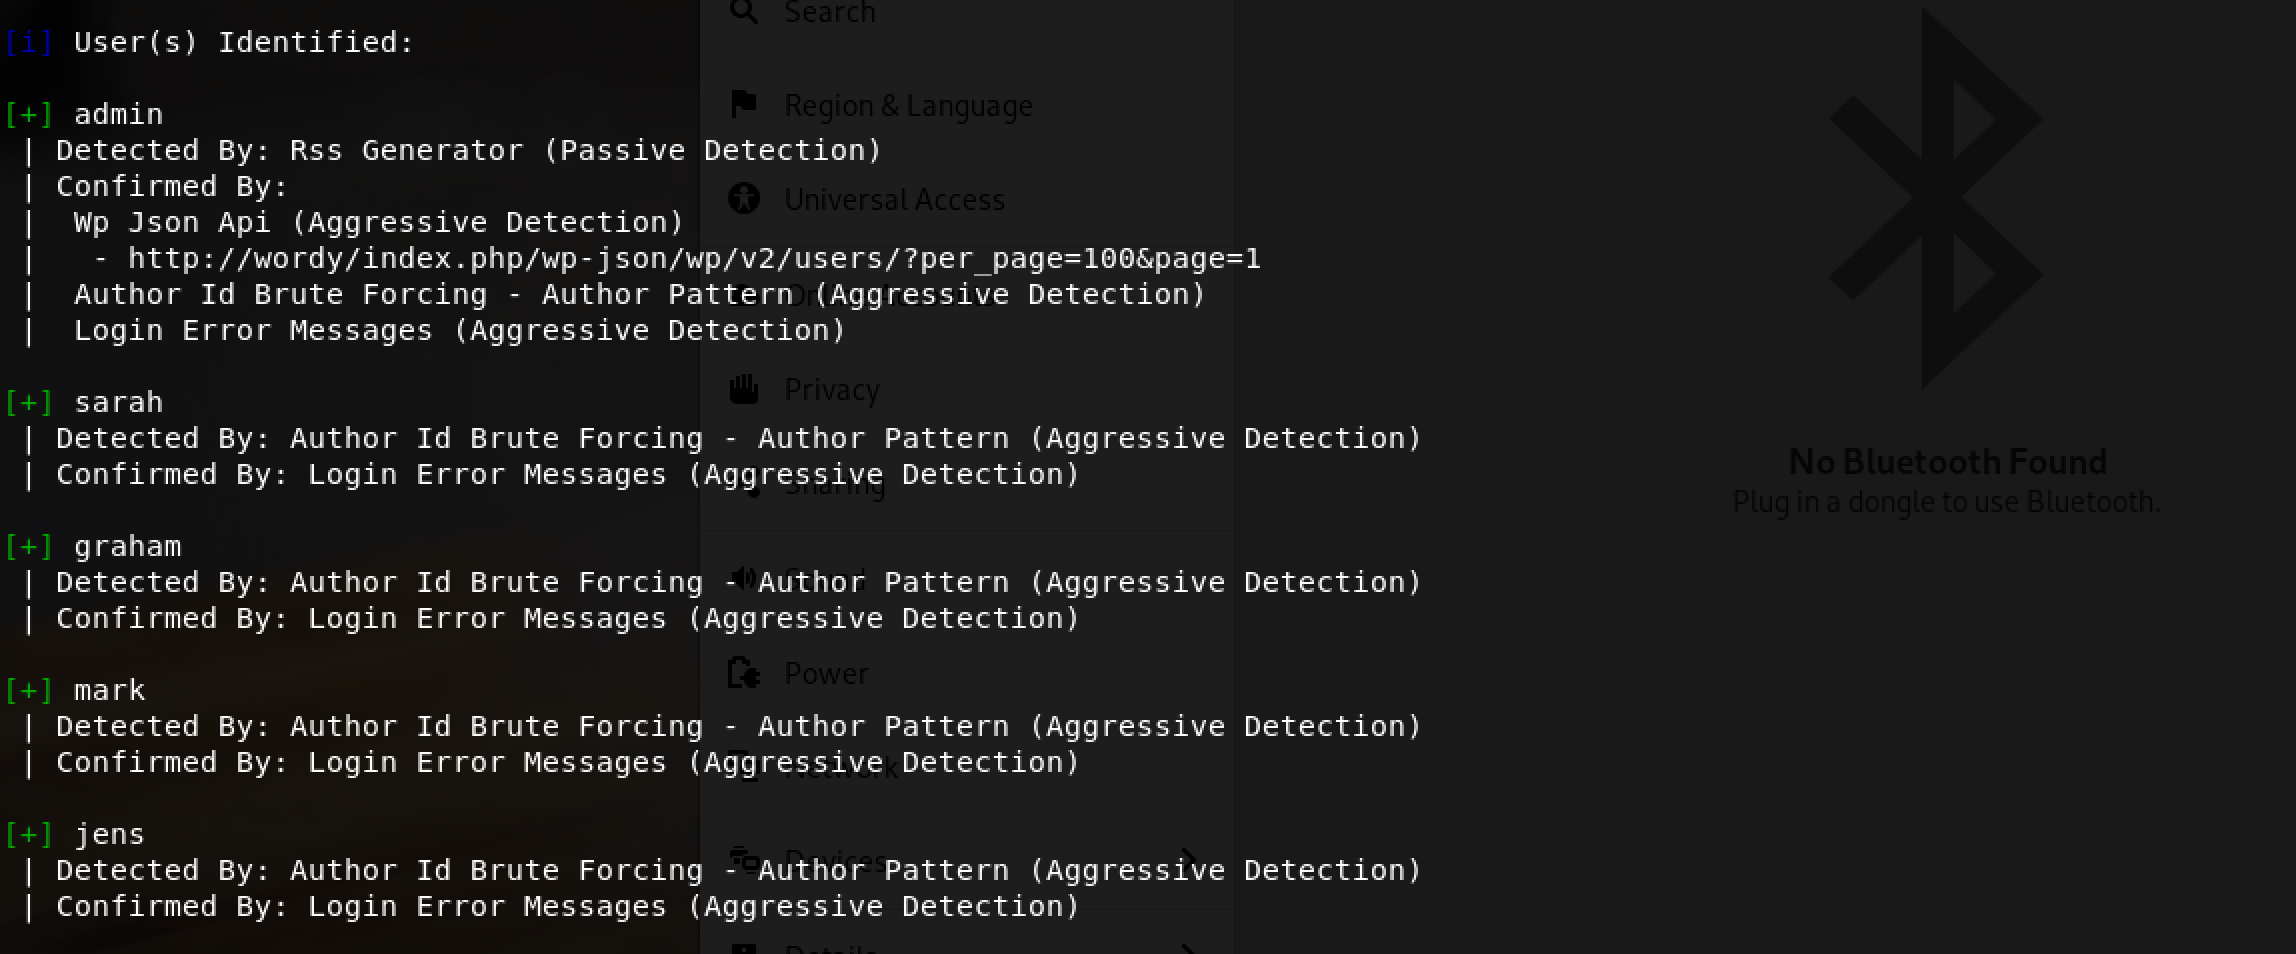 [i] User(s) Identified:
[+] admin
| Detected By: Rss Generator (Passive Detection)
| Confirmed By:
|  Wp Json Api (Aggressive Detection)
|   - http://wordy/index.php/wp-json/wp/v2/users/?per_page=100&page=1
|  Author Id Brute Forcing - Author Pattern (Aggressive Detection)
|  Login Error Messages (Aggressive Detection)
[+] sarah
| Detected By: Author Id Brute Forcing - Author Pattern (Aggressive Detection)
| Confirmed By: Login Error Messages (Aggressive Detection)
[+] graham
| Detected By: Author Id Brute Forcing - Author Pattern (Aggressive Detection)
| Confirmed By: Login Error Messages (Aggressive Detection)
[+] mark
| Detected By: Author Id Brute Forcing - Author Pattern (Aggressive Detection)
| Confirmed By: Login Error Messages (Aggressive Detection)
[+] jens
| Detected By: Author Id Brute Forcing - Author Pattern (Aggressive Detection)
| Confirmed By: Login Error Messages (Aggressive Detection)
Search
Region & Language
Universal Access
Privacy
Sharing
Sound
Power
Network
Devices
Details
No Bluetooth Found
Plug in a dongle to use Bluetooth.